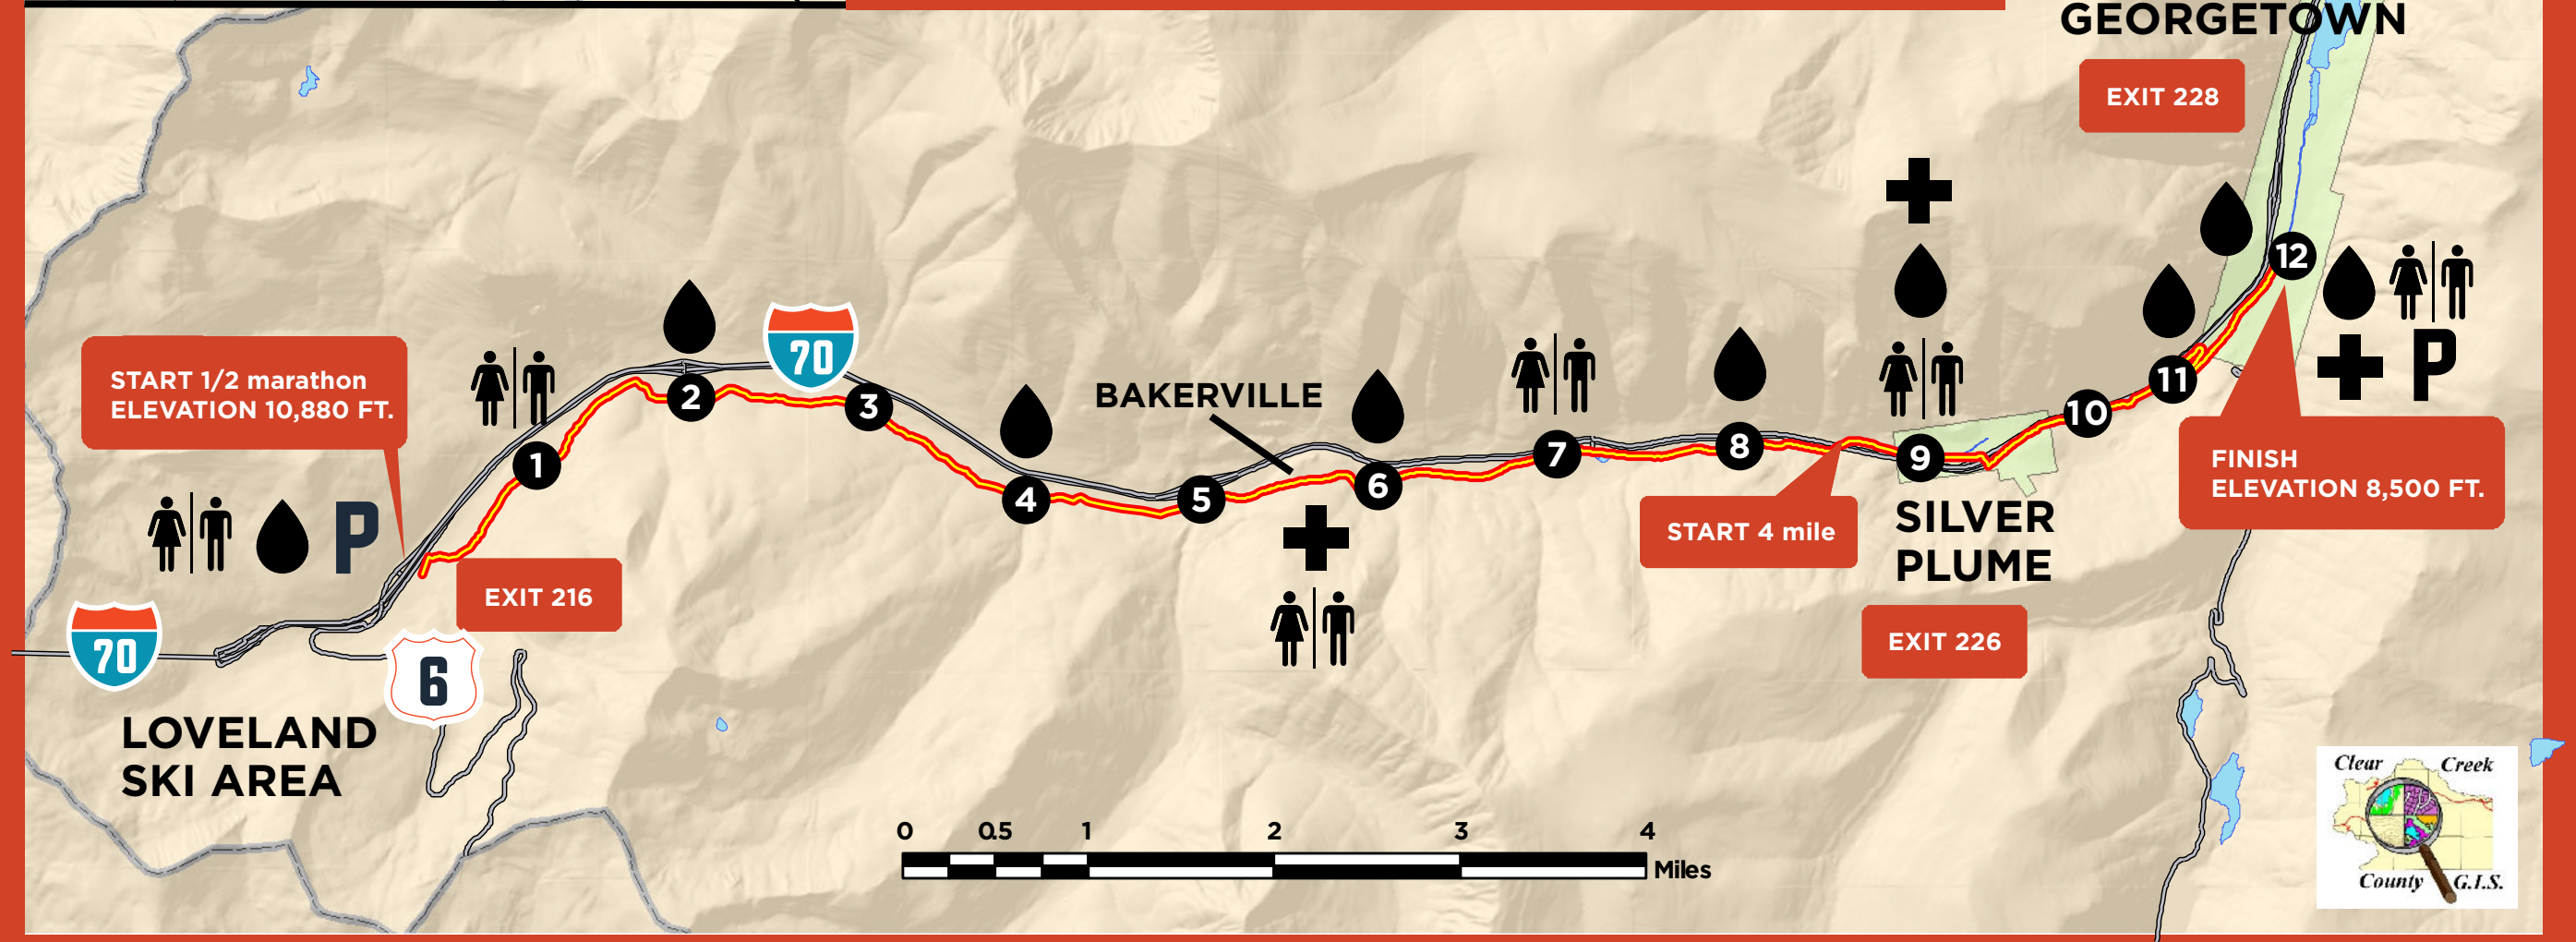 GEORGETOWN
EXIT 228
START 1/2 marathon
ELEVATION 10,880 FT.
1
2
70
3
4
BAKERVILLE
5
6
7
8
9
10
11
12
P
P
EXIT 216
70
6
LOVELAND
SKI AREA
START 4 mile
SILVER
PLUME
EXIT 226
FINISH
ELEVATION 8,500 FT.
0 0.5 1 2 3 4
Miles
Clear Creek
County G.I.S.